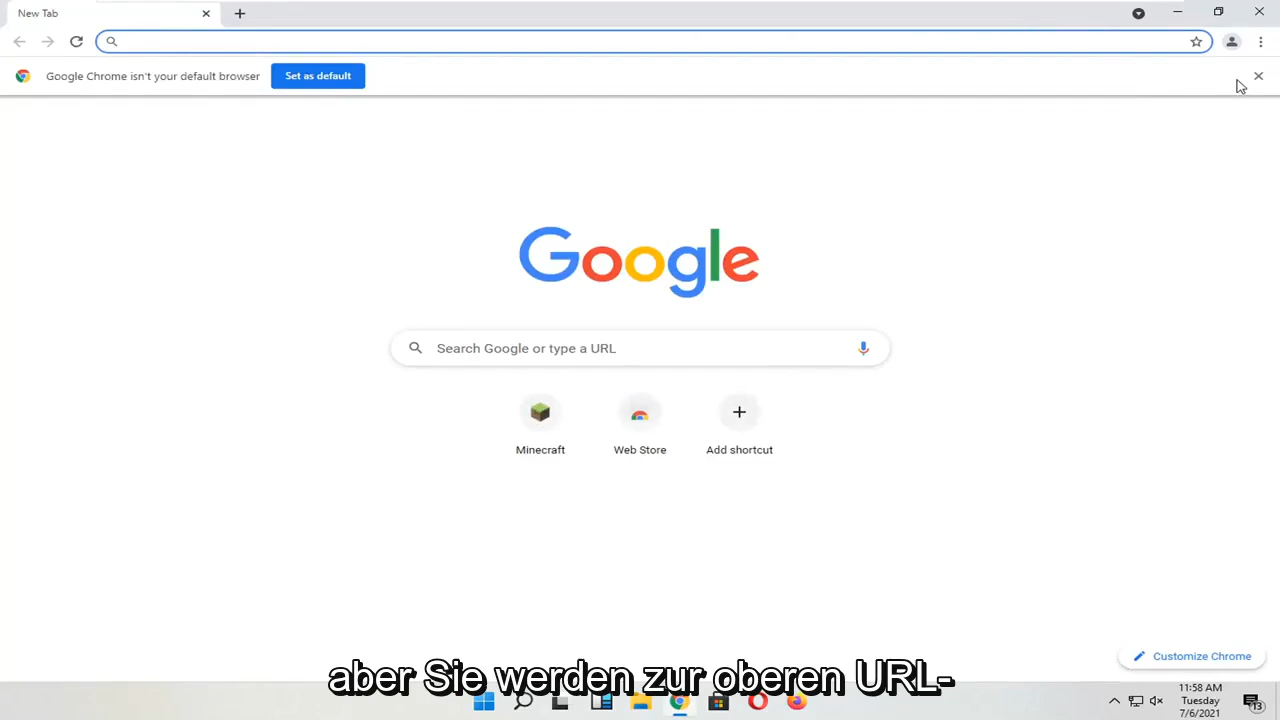 New Tab
Google Chrome isn't your default browser Set as default
Google
Search Google or type a URL
Minecraft Web Store Add shortcut
Customize Chrome
aber Sie werden zur oberen URL-
11:58 AM
Tuesday
7/6/2021
13